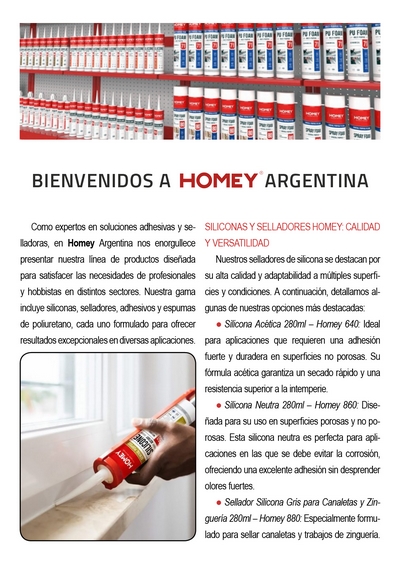 BIENVENIDOS A HOMEY® ARGENTINA
Como expertos en soluciones adhesivas y se-
lladoras, en Homey Argentina nos enorgullece
presentar nuestra línea de productos diseñada
para satisfacer las necesidades de profesionales
y hobbistas en distintos sectores. Nuestra gama
incluye siliconas, selladores, adhesivos y espumas
de poliuretano, cada uno formulado para ofrecer
resultados excepcionales en diversas aplicaciones.
HOMEY
SILICONE
SILICONAS Y SELLADORES HOMEY: CALIDAD
Y VERSATILIDAD
Nuestros selladores de silicona se destacan por
su alta calidad y adaptabilidad a múltiples superfi-
cies y condiciones. A continuación, detallamos al-
gunas de nuestras opciones más destacadas:
● Silicona Acética 280ml – Homey 640: Ideal
para aplicaciones que requieren una adhesión
fuerte y duradera en superficies no porosas. Su
fórmula acética garantiza un secado rápido y una
resistencia superior a la intemperie.
● Silicona Neutra 280ml – Homey 860: Dise-
ñada para su uso en superficies porosas y no po-
rosas. Esta silicona neutra es perfecta para apli-
caciones en las que se debe evitar la corrosión,
ofreciendo una excelente adhesión sin desprender
olores fuertes.
● Sellador Silicona Gris para Canaletas y Zin-
guería 280ml – Homey 880: Especialmente formu-
lado para sellar canaletas y trabajos de zinguería.